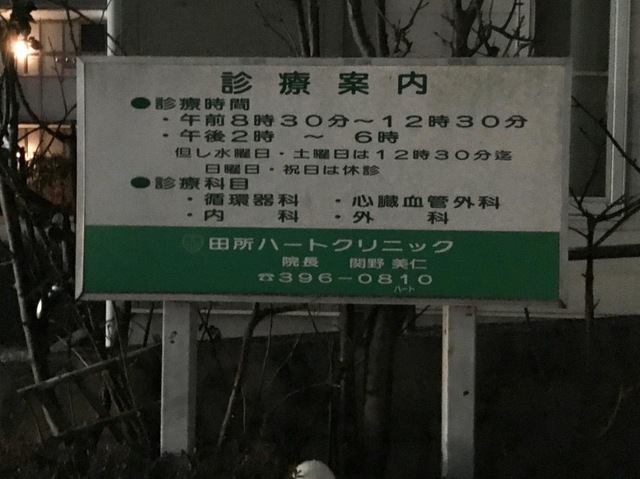 診療案内
●診療時間
・午前8時30分～12時30分
・午後2時 ～ 6時
但し水曜日・土曜日は12時30分迄
日曜日・祝日は休診
●診療科目
・循環器科 ・心臓血管外科
・内 科 ・外 科
田所ハートクリニック
院長 関野 美仁
☎396-0810
ハート